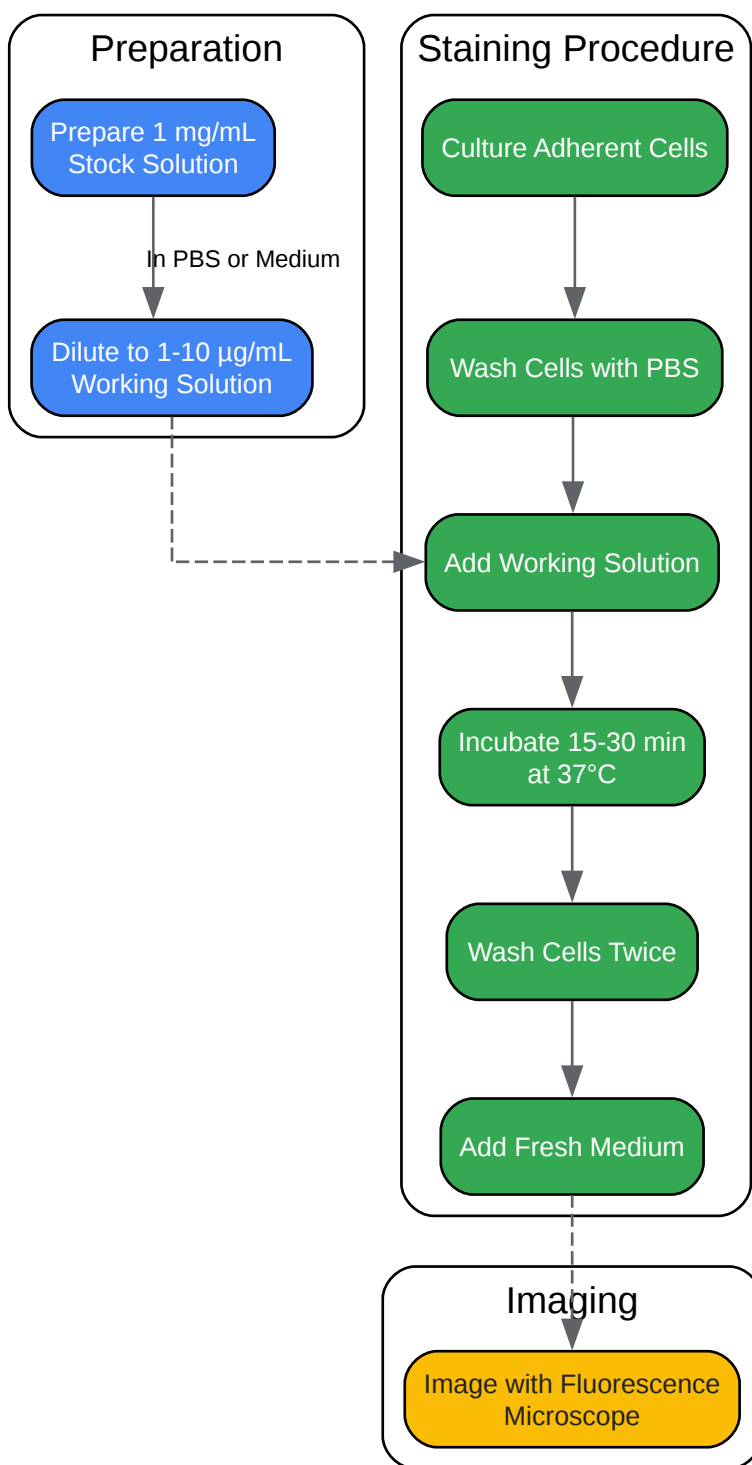 Preparation
Prepare 1 mg/mL
Stock Solution
In PBS or Medium
Dilute to 1-10 µg/mL
Working Solution
Staining Procedure
Culture Adherent Cells
Wash Cells with PBS
Add Working Solution
Incubate 15-30 min
at 37°C
Wash Cells Twice
Add Fresh Medium
Imaging
Image with Fluorescence
Microscope